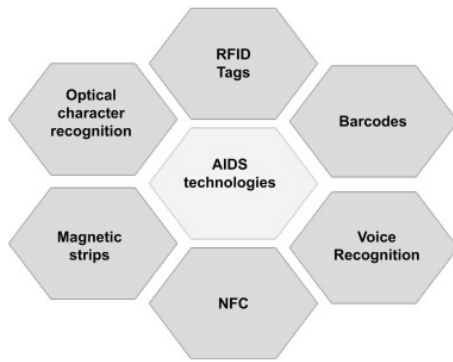 RFID
Tags
Optical
character
recognition
Barcodes
AIDS
technologies
Magnetic
strips
Voice
Recognition
NFC